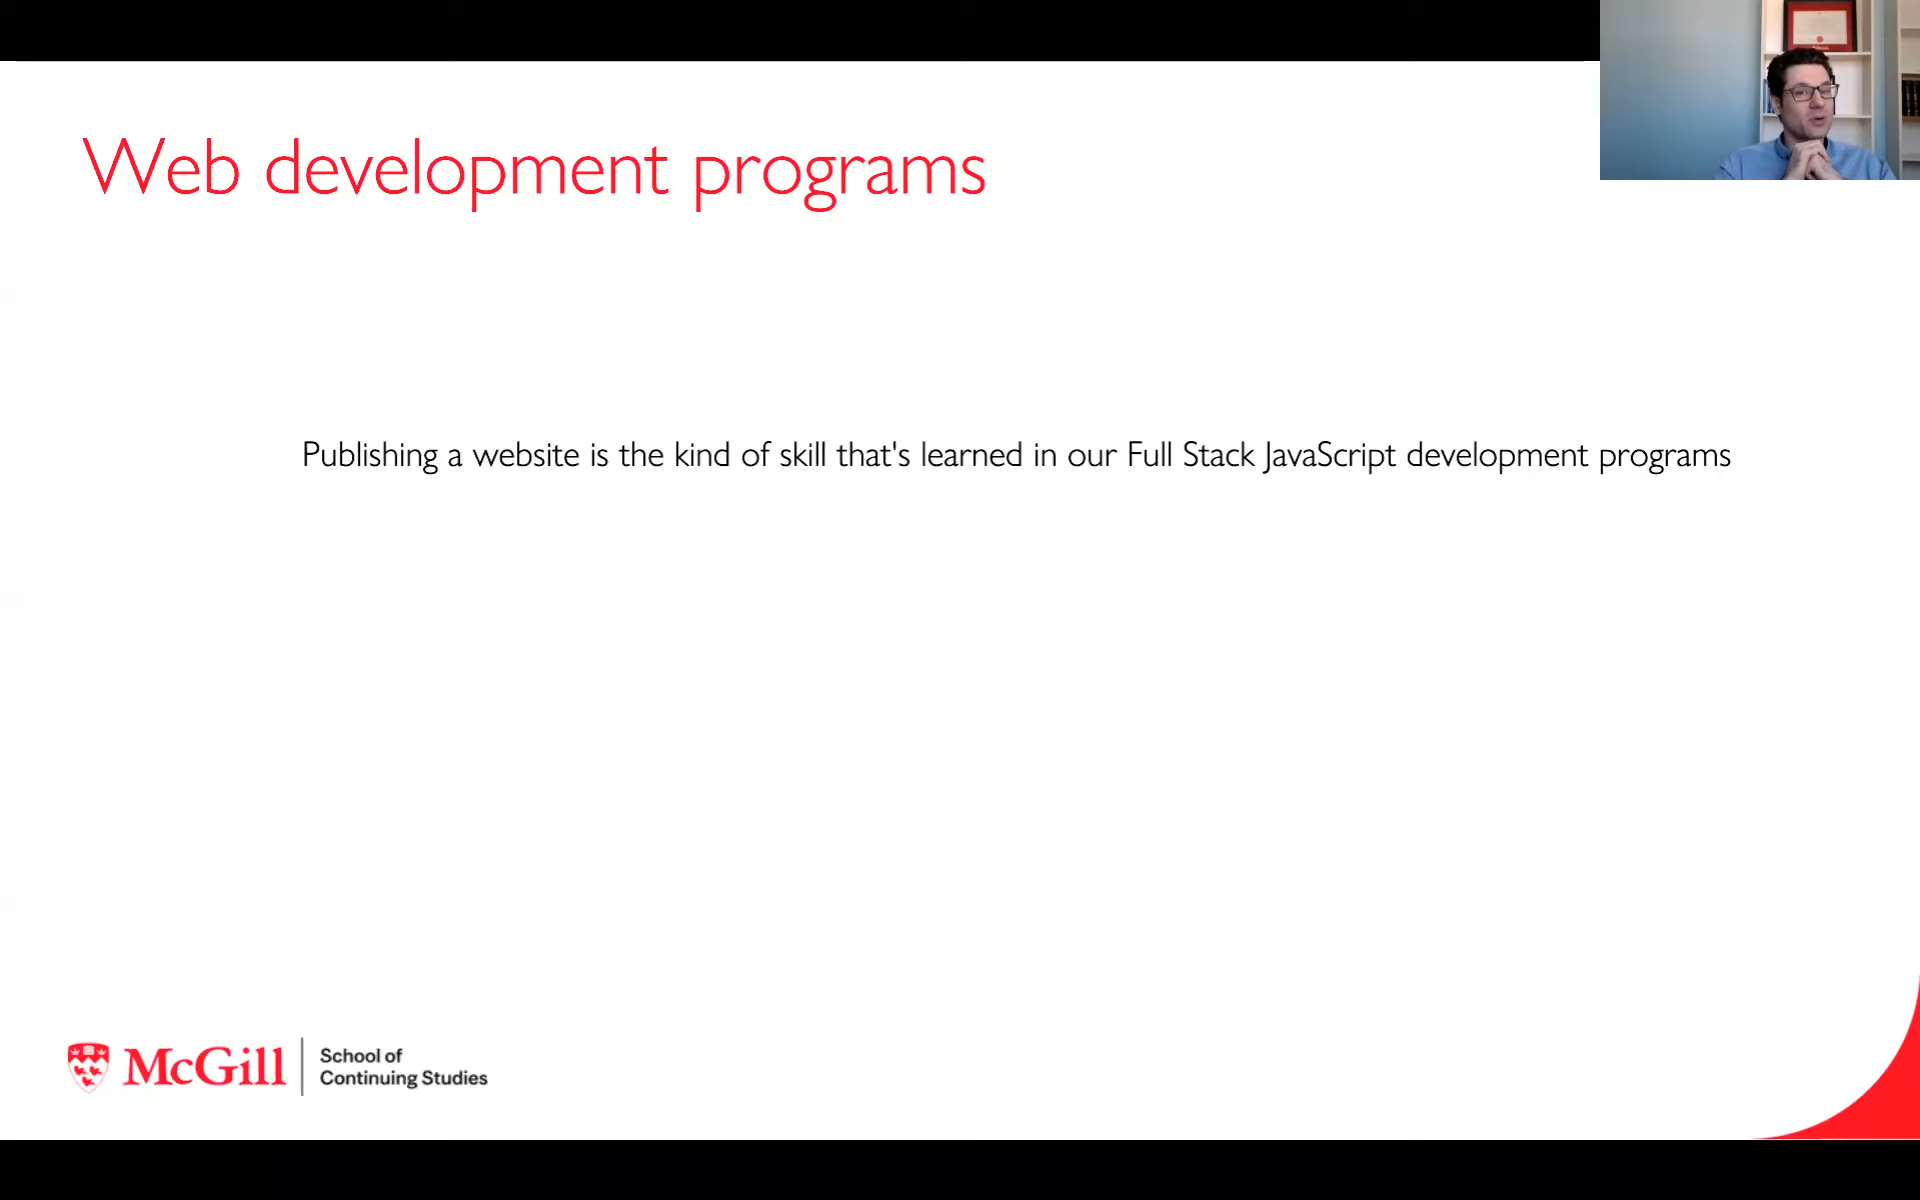 Web development programs
Publishing a website is the kind of skill that's learned in our Full Stack JavaScript development programs
McGill
School of
Continuing Studies